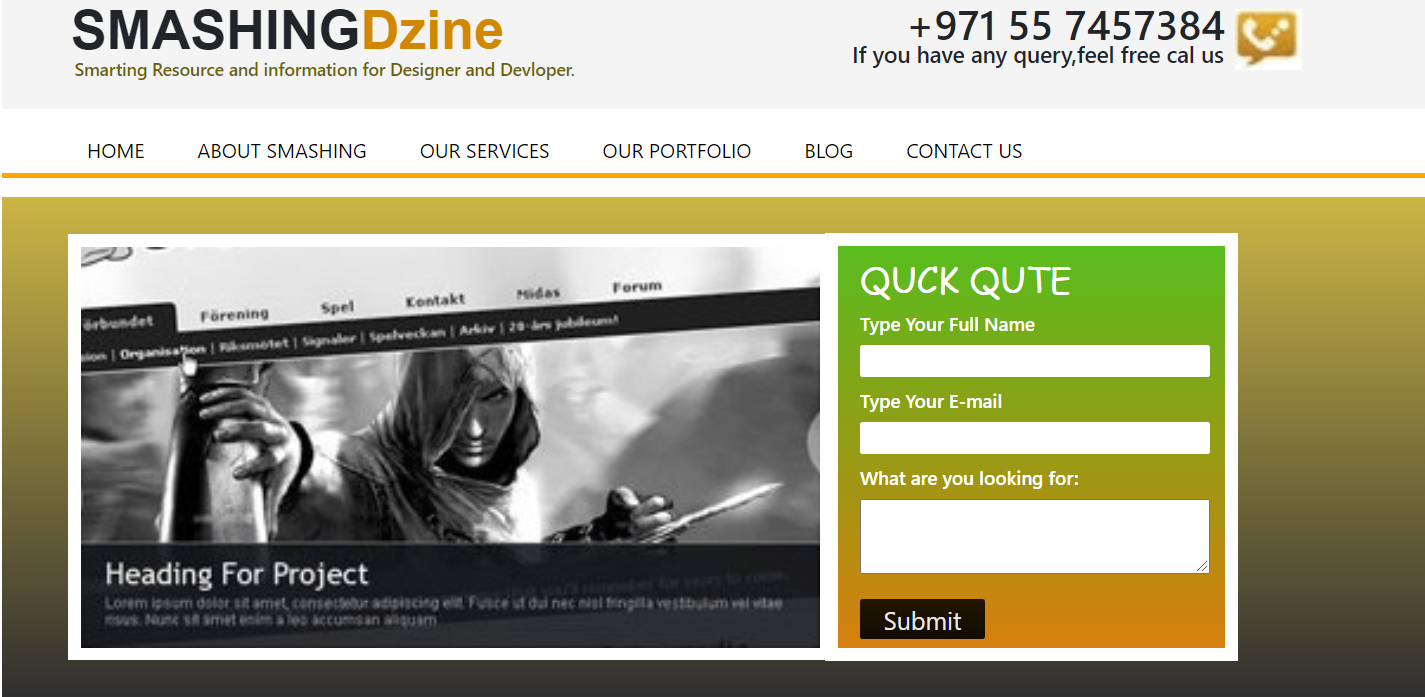 SMASHINGDzine
Smarting Resource and information for Designer and Devloper.
+971 55 7457384
If you have any query,feel free cal us
HOME ABOUT SMASHING OUR SERVICES OUR PORTFOLIO BLOG CONTACT US
Förening Spel Kontakt Midas Forum
örbundet
ion | Organisation | Riksmötet | Signaler | Spelveckan | Arkiv | 20-års jubileum!
Heading For Project
Lorem ipsum dolor sit amet, consectetur adipiscing elit. Fusce ut dui nec nisl fringilla vestibulum vel vitae
risus. Nunc sit amet enim a leo accumsan aliquam
QUCK QUTE
Type Your Full Name
Type Your E-mail
What are you looking for:
Submit